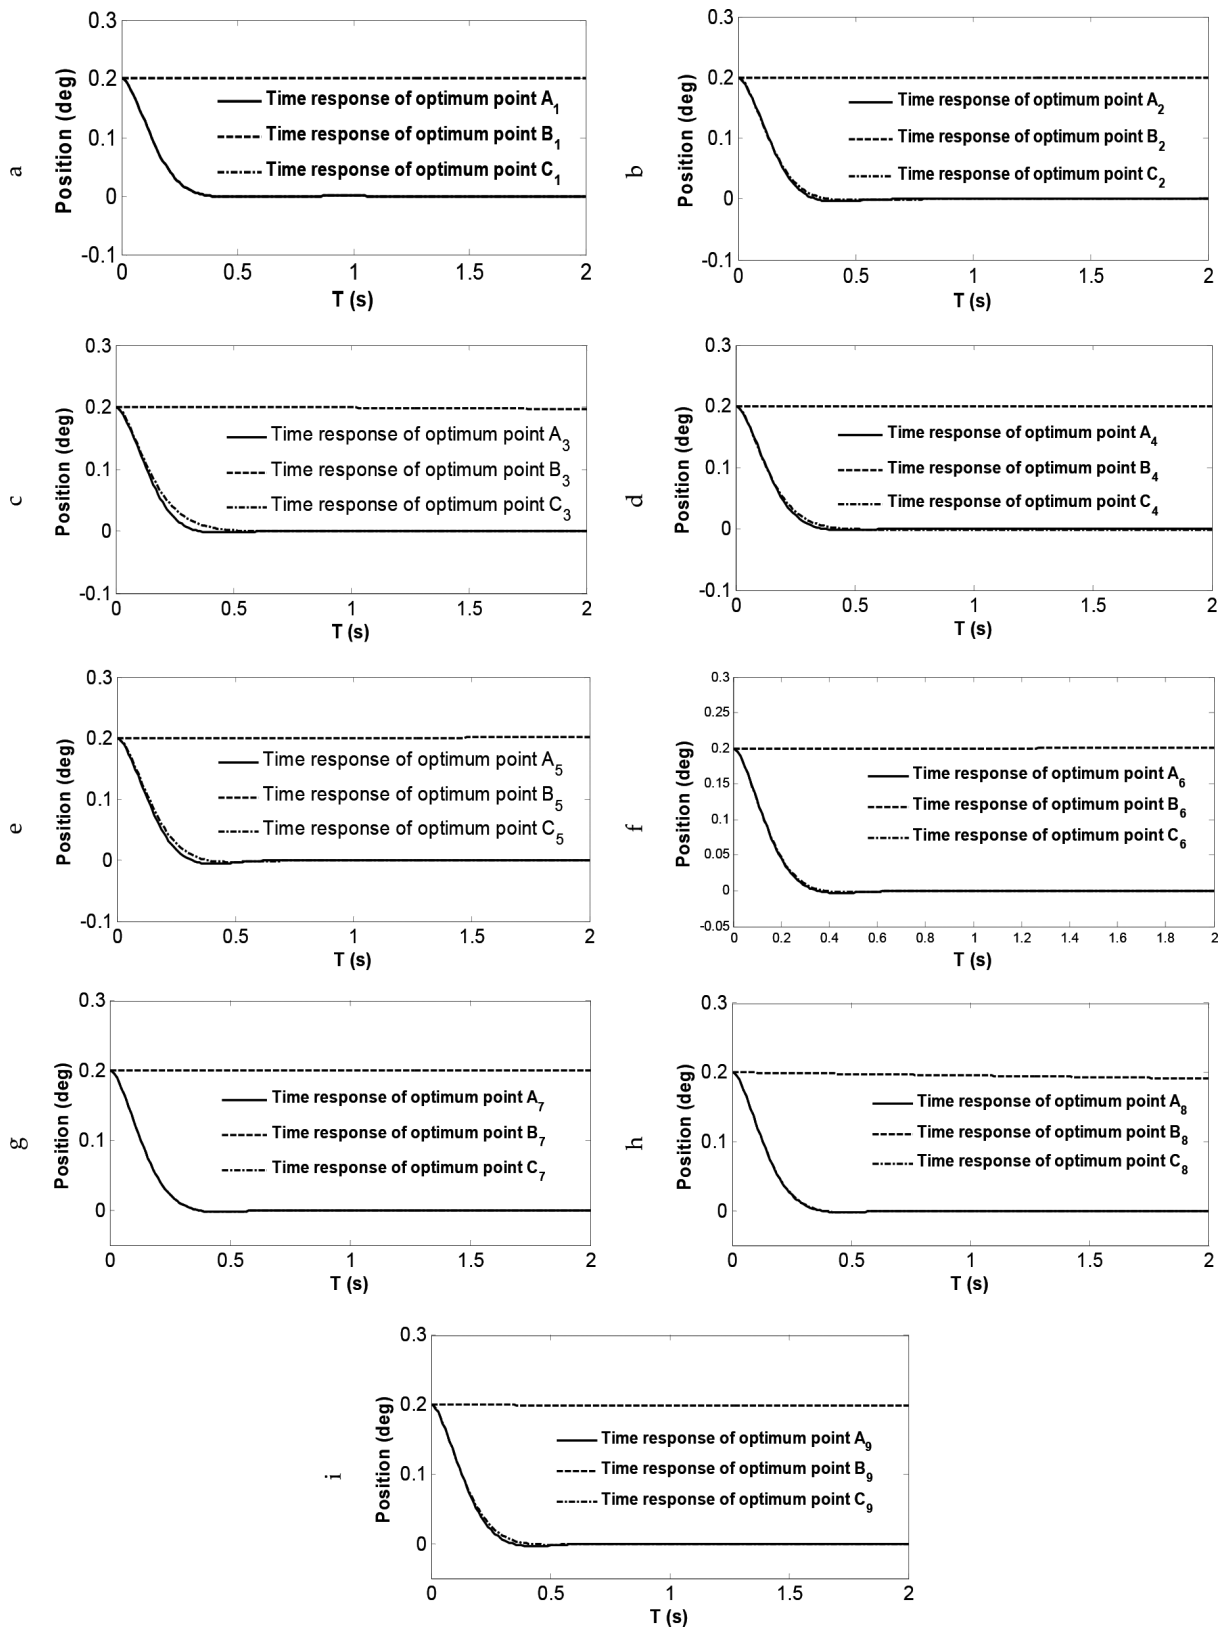 a
Position (deg)
0.3
0.2
0.1
0
-0.1
Time response of optimum point A1
Time response of optimum point B1
Time response of optimum point C1
0 0.5 1 1.5 2
T (s)
b
Position (deg)
0.3
0.2
0.1
0
-0.1
Time response of optimum point A2
Time response of optimum point B2
Time response of optimum point C2
0 0.5 1 1.5 2
T (s)
c
Position (deg)
0.3
0.2
0.1
0
-0.1
Time response of optimum point A3
Time response of optimum point B3
Time response of optimum point C3
0 0.5 1 1.5 2
T (s)
d
Position (deg)
0.3
0.2
0.1
0
-0.1
Time response of optimum point A4
Time response of optimum point B4
Time response of optimum point C4
0 0.5 1 1.5 2
T (s)
e
Position (deg)
0.3
0.2
0.1
0
-0.1
Time response of optimum point A5
Time response of optimum point B5
Time response of optimum point C5
0 0.5 1 1.5 2
T (s)
f
Position (deg)
0.3
0.25
0.2
0.15
0.1
0.05
0
-0.05
Time response of optimum point A6
Time response of optimum point B6
Time response of optimum point C6
0 0.2 0.4 0.6 0.8 1 1.2 1.4 1.6 1.8 2
T (s)
g
Position (deg)
0.3
0.2
0.1
0
Time response of optimum point A7
Time response of optimum point B7
Time response of optimum point C7
0 0.5 1 1.5 2
T (s)
h
Position (deg)
0.3
0.2
0.1
0
Time response of optimum point A8
Time response of optimum point B8
Time response of optimum point C8
0 0.5 1 1.5 2
T (s)
i
Position (deg)
0.3
0.2
0.1
0
Time response of optimum point A9
Time response of optimum point B9
Time response of optimum point C9
0 0.5 1 1.5 2
T (s)